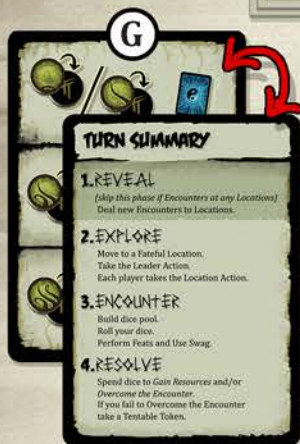 G
TURN SUMMARY
1.REVEAL
(skip this phase if Encounters at any Locations)
Deal new Encounters to Locations.
2.EXPLORE
Move to a Fateful Location.
Take the Leader Action.
Each player takes the Location Action.
3.ENCOUNTER
Build dice pool.
Roll your dice.
Perform Feats and Use Swag.
4.RESOLVE
Spend dice to Gain Resources and/or
Overcome the Encounter.
If you fail to Overcome the Encounter
take a Tentable Token.